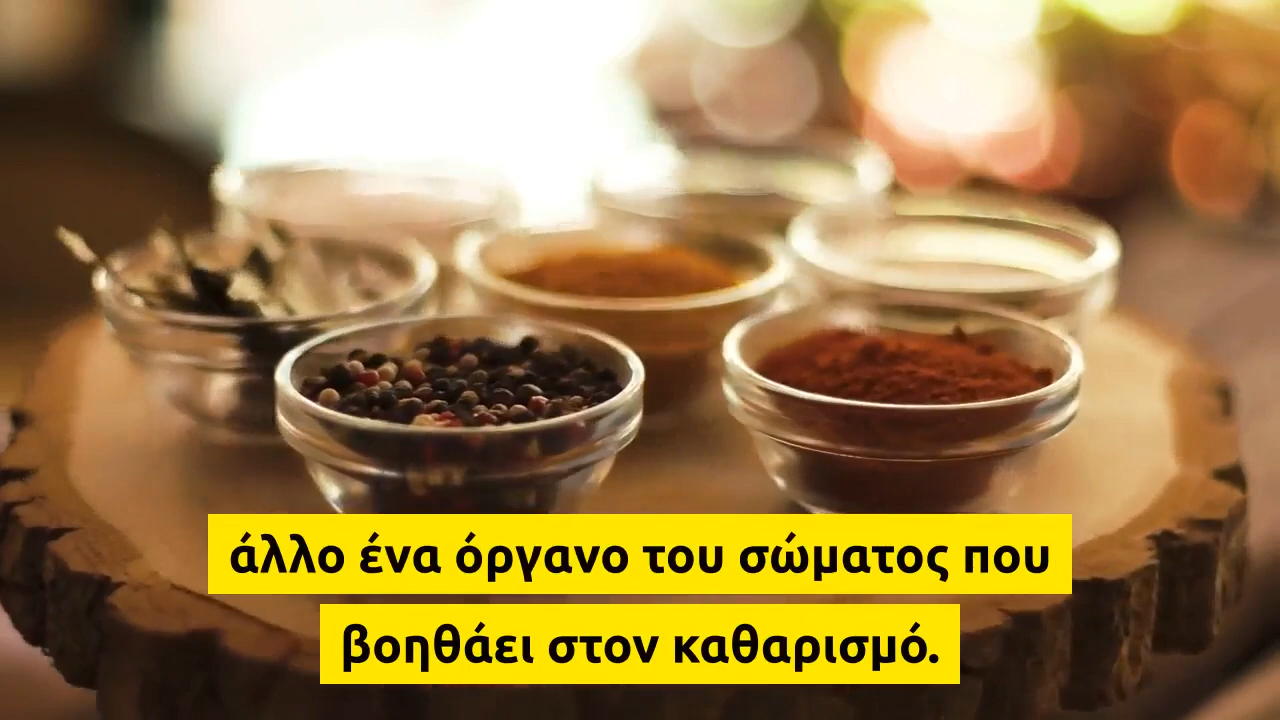 άλλο ένα όργανο του σώματος που
βοηθάει στον καθαρισμό.